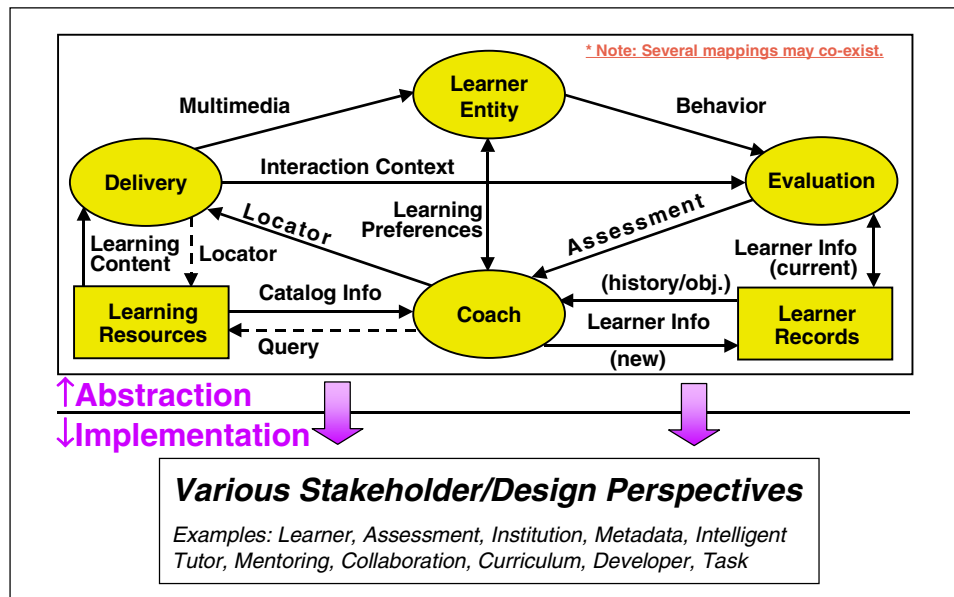 * Note: Several mappings may co-exist.
Learner
Entity
Multimedia
Behavior
Delivery
Interaction Context
Evaluation
Learning
Preferences
Locator
Assessment
Learning
Content
Locator
Learner Info
(current)
Learning
Resources
Catalog Info
Query
Coach
(history/obj.)
Learner Info
(new)
Learner
Records
↑Abstraction
↓Implementation
Various Stakeholder/Design Perspectives
Examples: Learner, Assessment, Institution, Metadata, Intelligent
Tutor, Mentoring, Collaboration, Curriculum, Developer, Task